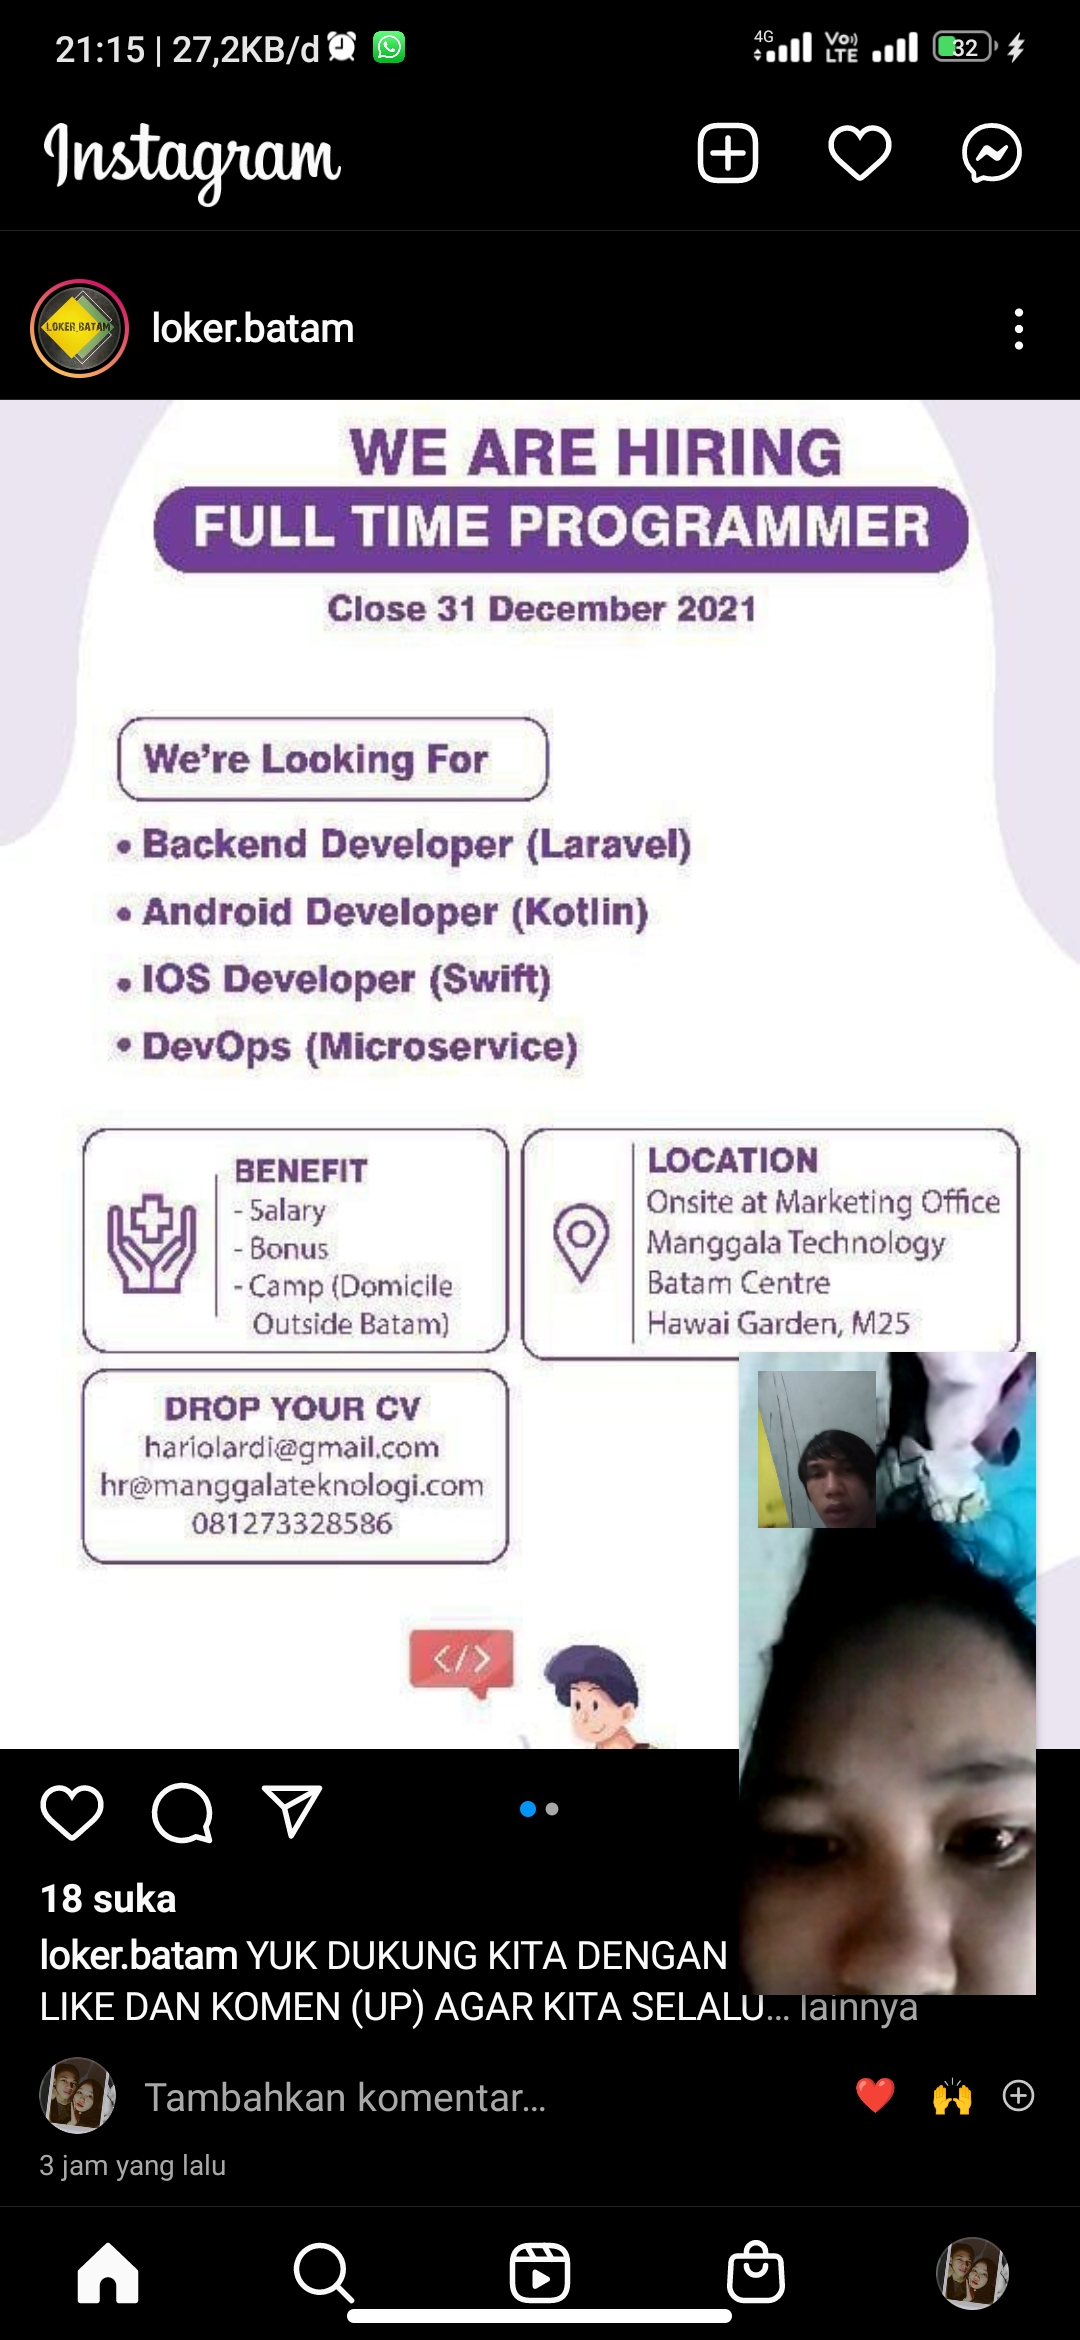 21:15 | 27,2KB/d
4G
Vo))
LTE
32
Instagram
LOKER.BATAM
loker.batam
WE ARE HIRING
FULL TIME PROGRAMMER
Close 31 December 2021
We're Looking For
• Backend Developer (Laravel)
• Android Developer (Kotlin)
• IOS Developer (Swift)
• DevOps (Microservice)
BENEFIT
- Salary
- Bonus
- Camp (Domicile
Outside Batam)
LOCATION
Onsite at Marketing Office
Manggala Technology
Batam Centre
Hawai Garden, M25
DROP YOUR CV
hariolardi@gmail.com
hr@manggalateknologi.com
081273328586
</>
18 suka
loker.batam YUK DUKUNG KITA DENGAN
LIKE DAN KOMEN (UP) AGAR KITA SELALU... lainnya
Tambahkan komentar...
3 jam yang lalu